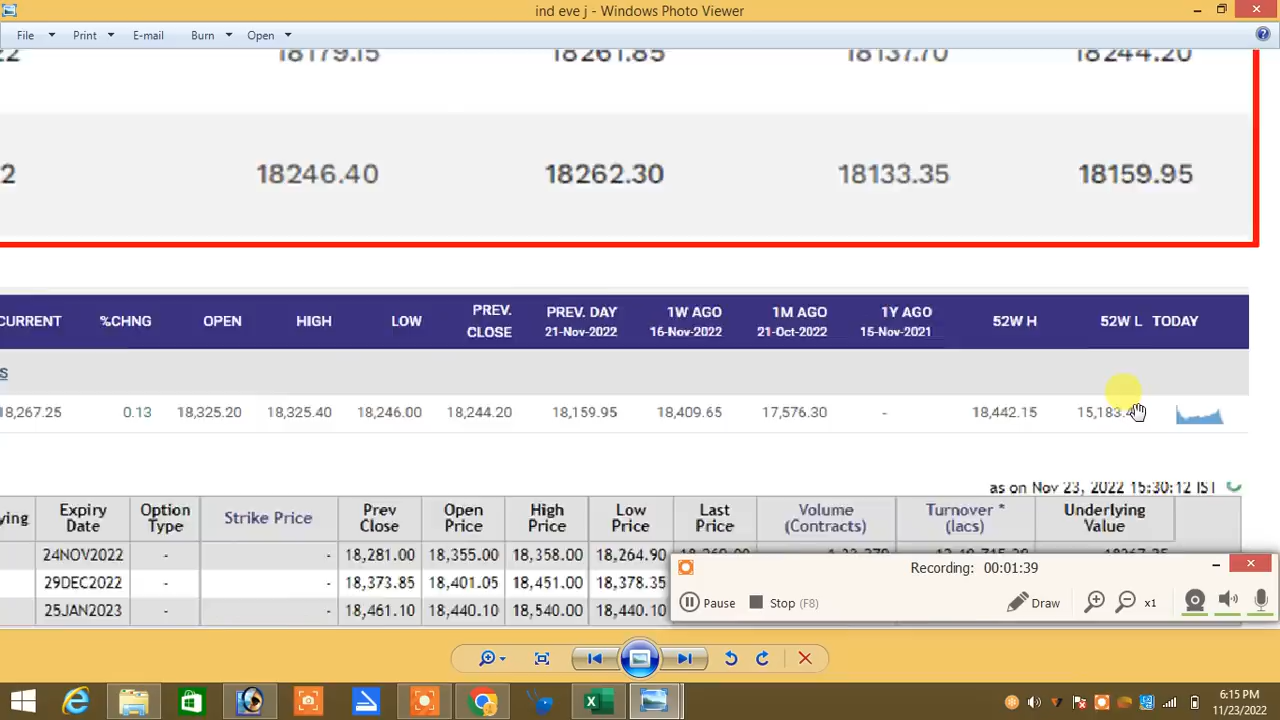 ind eve j - Windows Photo Viewer
File Print E-mail Burn Open
22 18179.15 18261.85 18137.70 18244.20
2 18246.40 18262.30 18133.35 18159.95
CURRENT %CHNG OPEN HIGH LOW PREV. CLOSE PREV. DAY 21-Nov-2022 1W AGO 16-Nov-2022 1M AGO 21-Oct-2022 1Y AGO 15-Nov-2021 52W H 52W L TODAY
S
18,267.25 0.13 18,325.20 18,325.40 18,246.00 18,244.20 18,159.95 18,409.65 17,576.30 - 18,442.15 15,183.4
as on Nov 23, 2022 15:30:12 IST
ying Expiry Date Option Type Strike Price Prev Close Open Price High Price Low Price Last Price Volume (Contracts) Turnover * (lacs) Underlying Value
24NOV2022 - - 18,281.00 18,355.00 18,358.00 18,264.90
29DEC2022 - - 18,373.85 18,401.05 18,451.00 18,378.35
25JAN2023 - - 18,461.10 18,440.10 18,540.00 18,440.10
Recording: 00:01:39
Pause Stop (F8) Draw x1
6:15 PM
11/23/2022